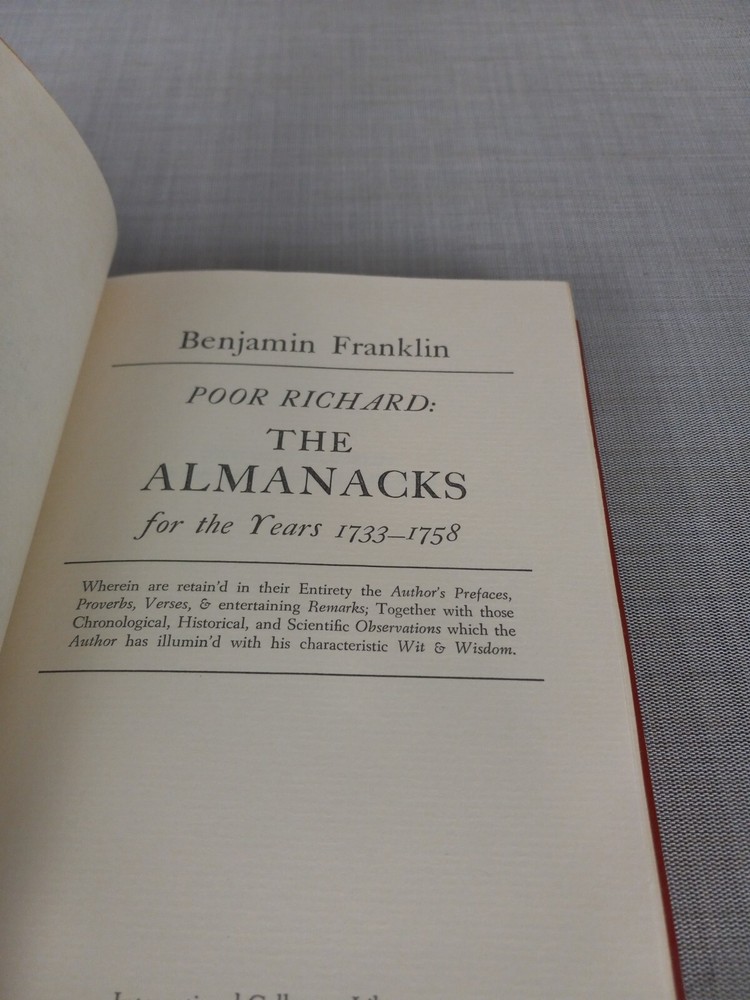 Benjamin Franklin
POOR RICHARD:
THE
ALMANACKS
for the Years 1733–1758
Wherein are retain'd in their Entirety the Author's Prefaces,
Proverbs, Verses, & entertaining Remarks; Together with those
Chronological, Historical, and Scientific Observations which the
Author has illumin'd with his characteristic Wit & Wisdom.